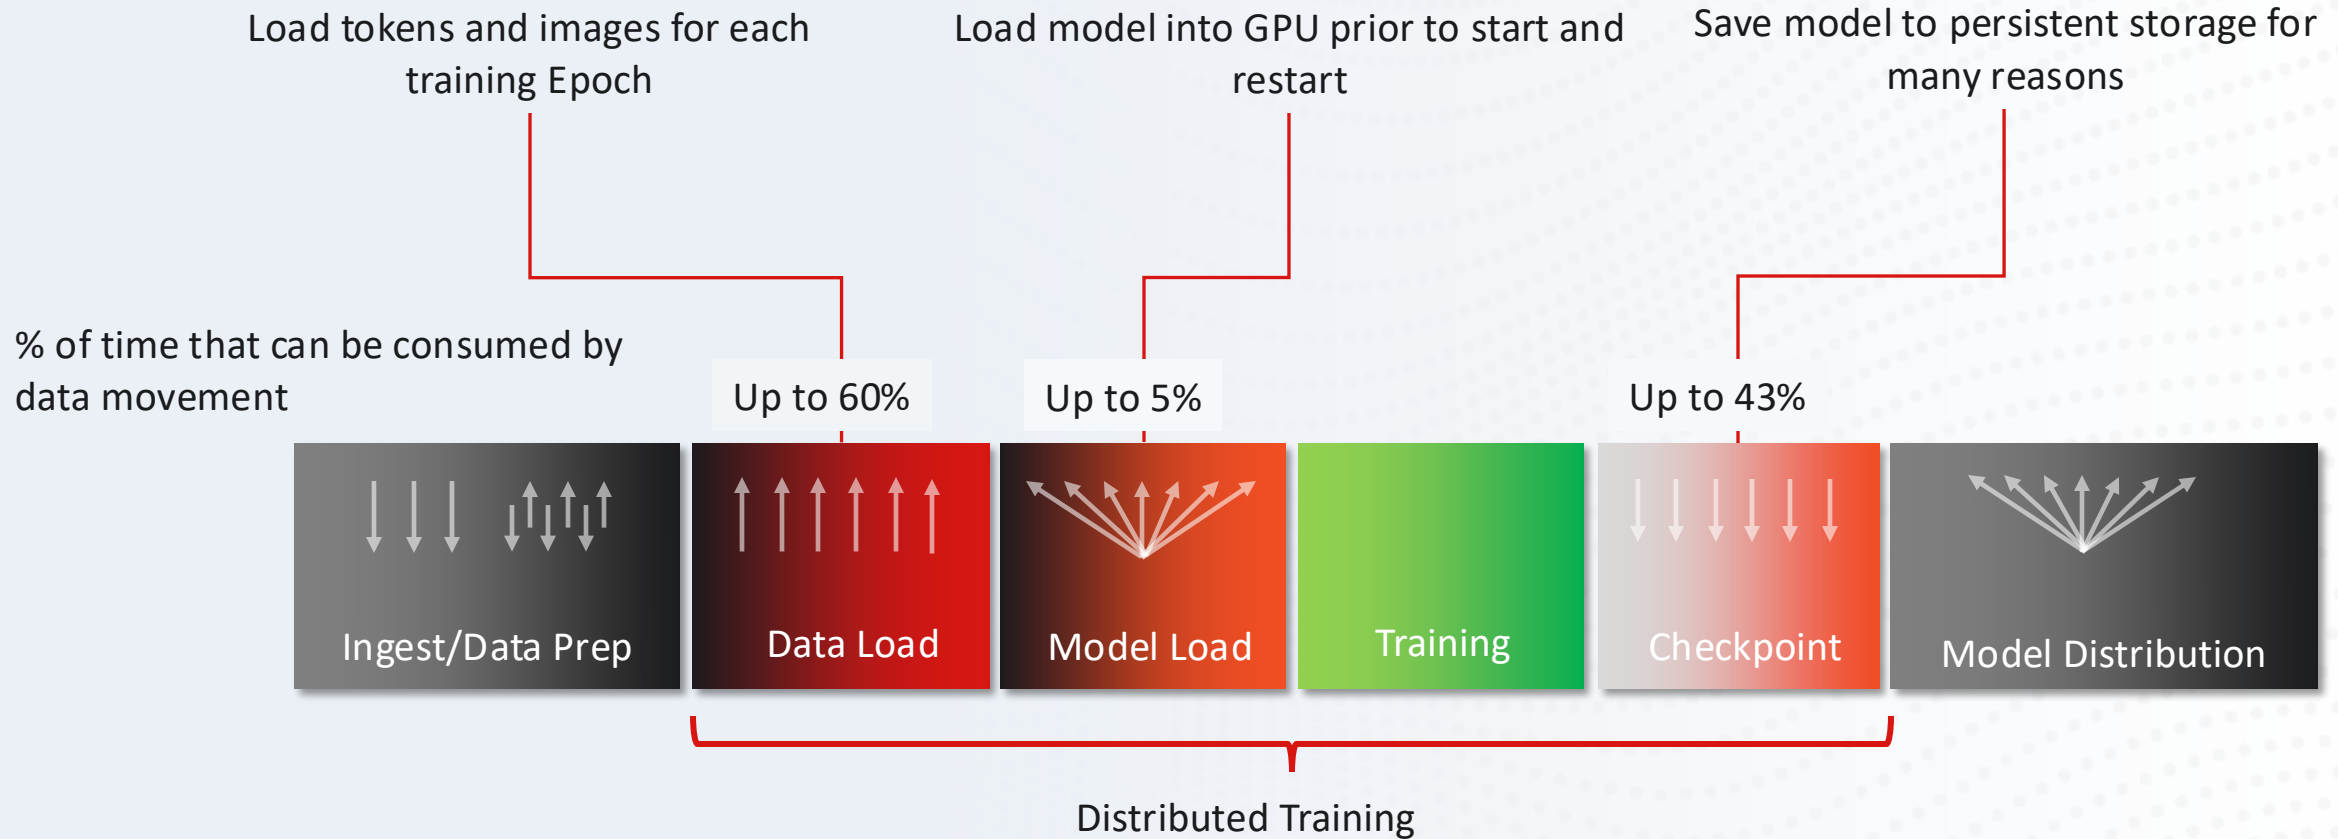 Load tokens and images for each
training Epoch
Load model into GPU prior to start and
restart
Save model to persistent storage for
many reasons
% of time that can be consumed by
data movement
Up to 60%
Up to 5%
Up to 43%
Ingest/Data Prep
Data Load
Model Load
Training
Checkpoint
Model Distribution
Distributed Training